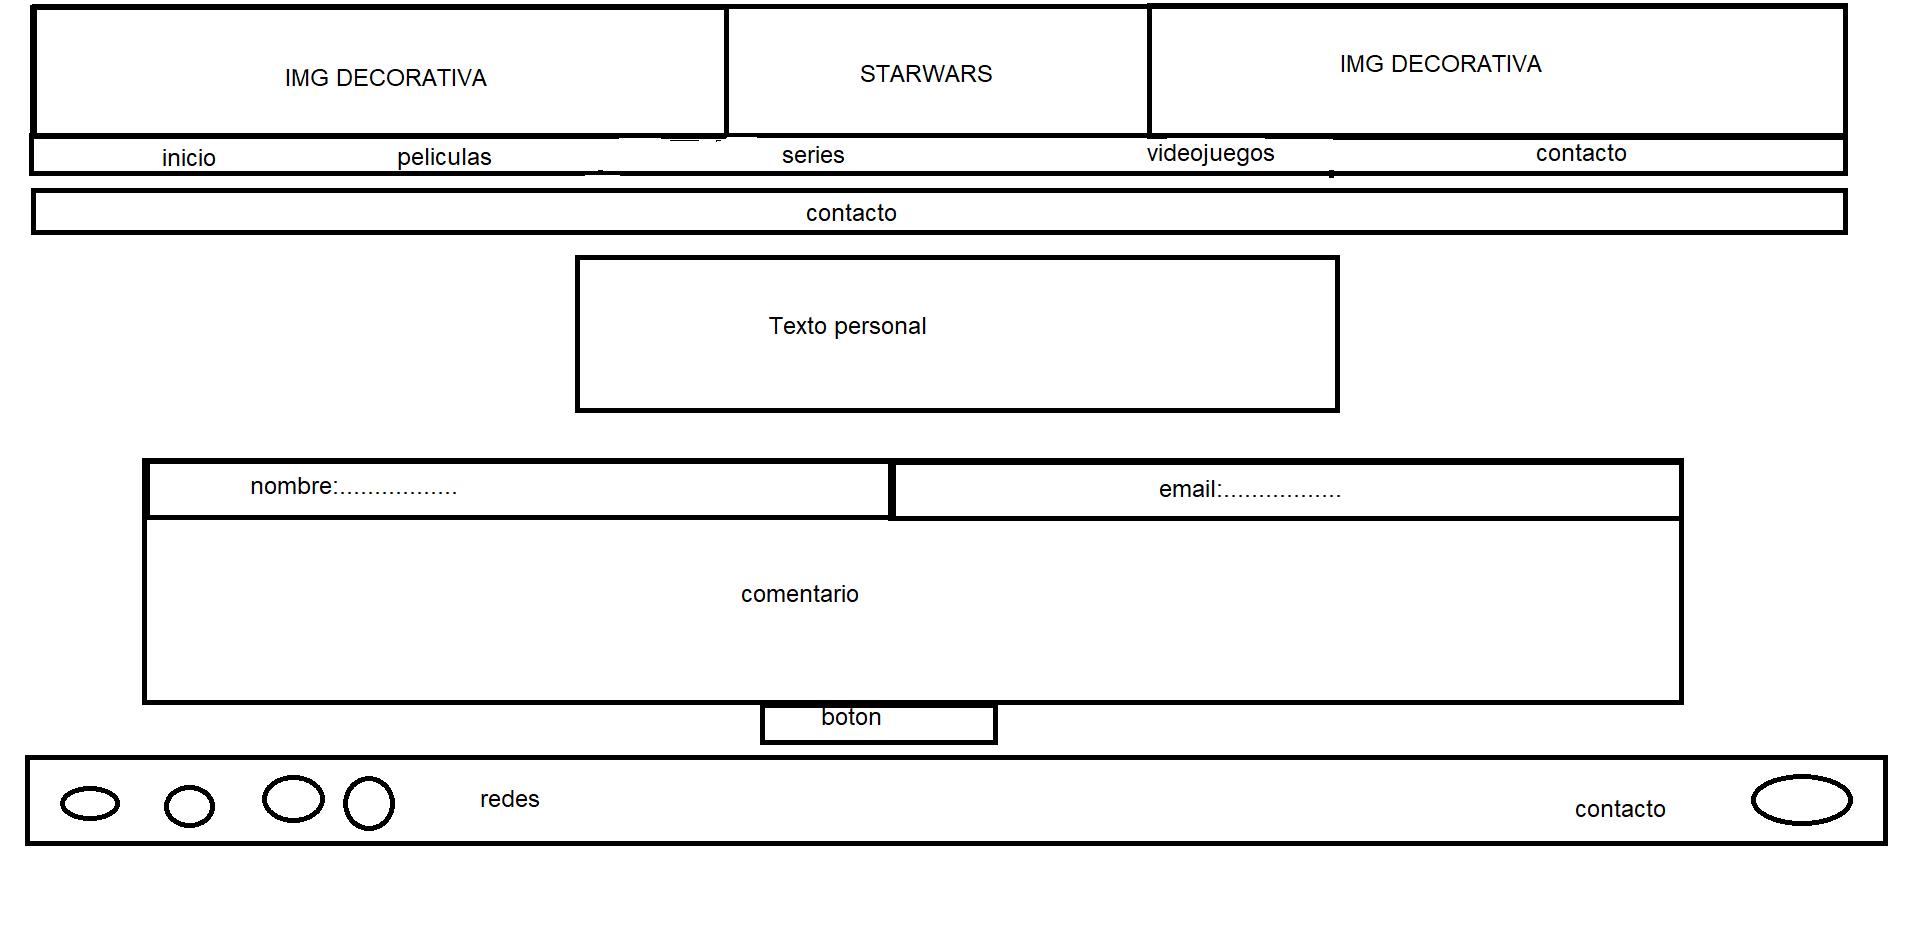 IMG DECORATIVA
STARWARS
IMG DECORATIVA
inicio
peliculas
series
videojuegos
contacto
contacto
Texto personal
nombre:.................
email:.................
comentario
boton
redes
contacto